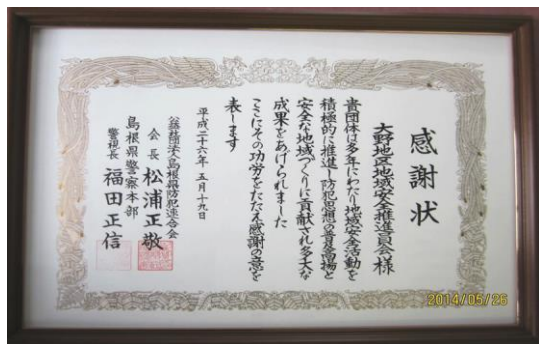 感謝状
大野地区地域安全推進員会様
貴団体は多年にわたり地域安全活動を
積極的に推進し防犯思想の普及高揚と
安全な地域づくりに貢献され多大な
成果をあげられました
ここにその功労をたたえ感謝の意を
表します
平成二十六年 五月十九日
公益財団法人島根県防犯連合会
会長 松浦正敬
島根県警察本部
警視長 福田正信
2014/05/26